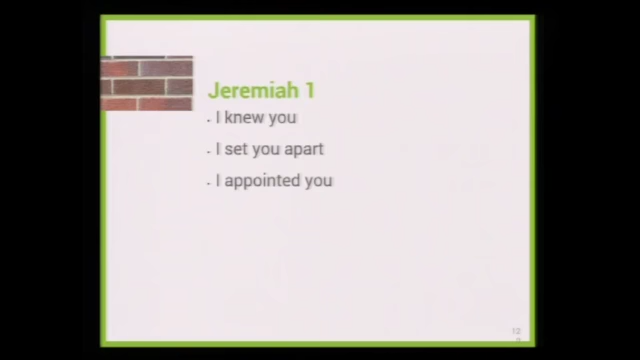 Jeremiah 1
. I knew you
. I set you apart
. I appointed you
12